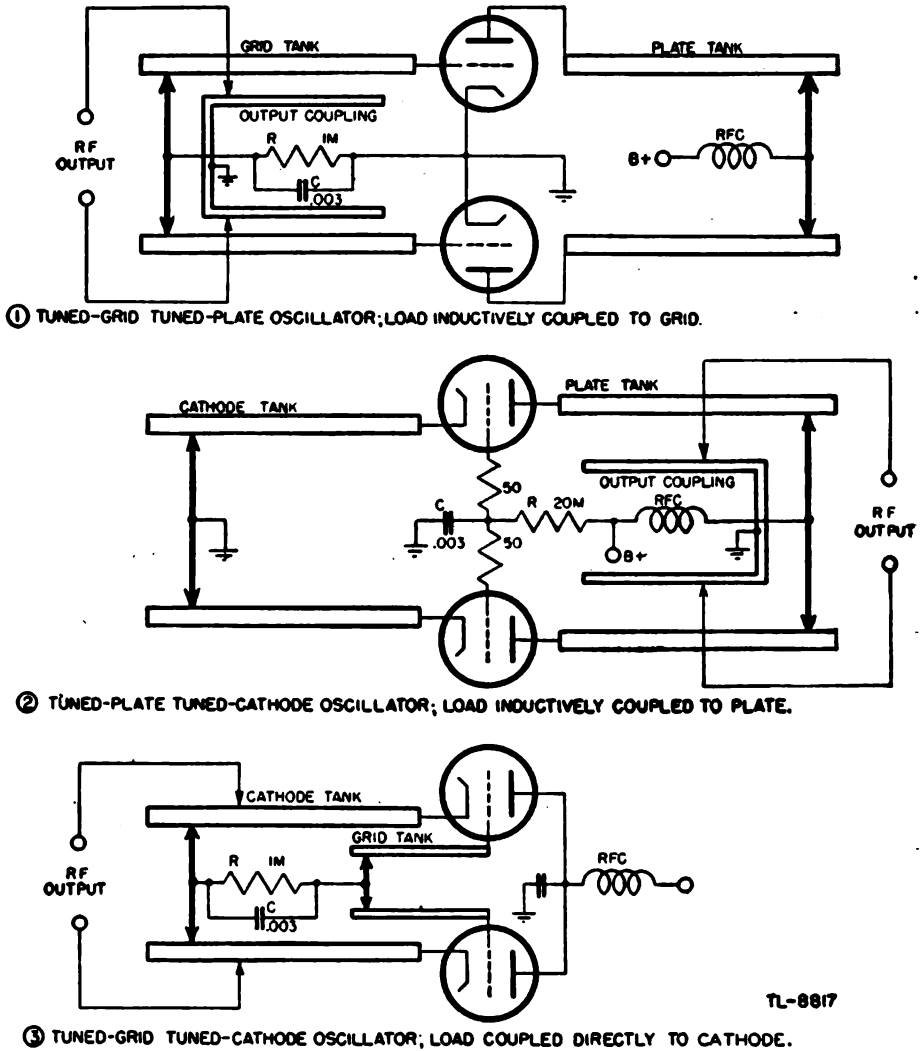 GRID TANK
PLATE TANK
OUTPUT COUPLING
R 1M
C
.003
RF
OUTPUT
B+
RFC
① TUNED-GRID TUNED-PLATE OSCILLATOR; LOAD INDUCTIVELY COUPLED TO GRID.
CATHODE TANK
PLATE TANK
50
OUTPUT COUPLING
R 20M
RFC
C
.003
50
B+
RF
OUTPUT
② TUNED-PLATE TUNED-CATHODE OSCILLATOR; LOAD INDUCTIVELY COUPLED TO PLATE.
CATHODE TANK
GRID TANK
R 1M
C
.003
RF
OUTPUT
RFC
TL-8817
③ TUNED-GRID TUNED-CATHODE OSCILLATOR; LOAD COUPLED DIRECTLY TO CATHODE.